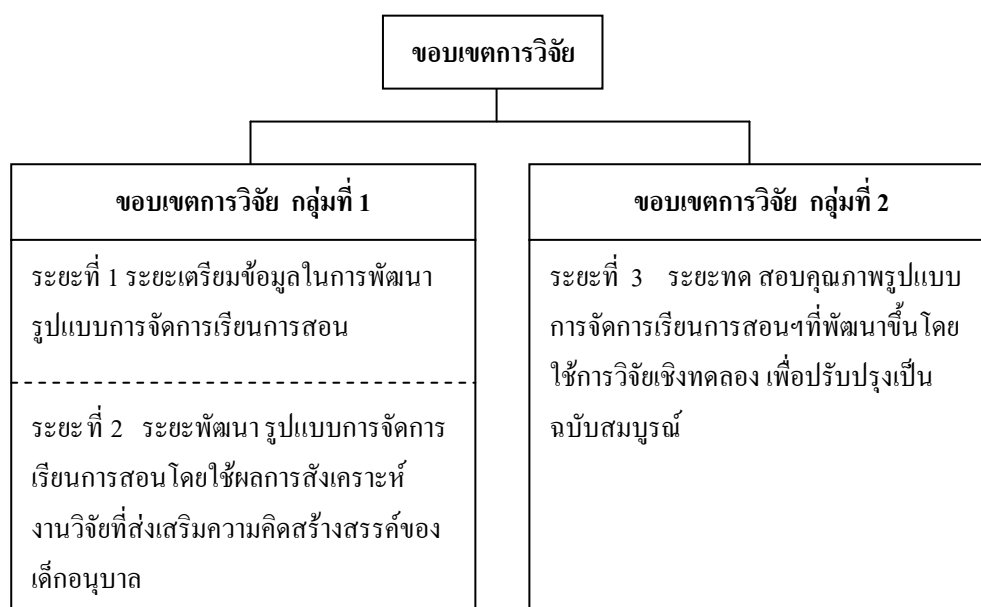 ขอบเขตการวิจัย
ขอบเขตการวิจัย กลุ่มที่ 1
ระยะที่ 1 ระยะเตรียมข้อมูลในการพัฒนา
รูปแบบการจัดการเรียนการสอน
ระยะที่ 2 ระยะพัฒนา รูปแบบการจัดการ
เรียนการสอนโดยใช้ผลการสังเคราะห์
งานวิจัยที่ส่งเสริมความคิดสร้างสรรค์ของ
เด็กอนุบาล
ขอบเขตการวิจัย กลุ่มที่ 2
ระยะที่ 3 ระยะทด สอบคุณภาพรูปแบบ
การจัดการเรียนการสอนฯที่พัฒนาขึ้นโดย
ใช้การวิจัยเชิงทดลอง เพื่อปรับปรุงเป็น
ฉบับสมบูรณ์